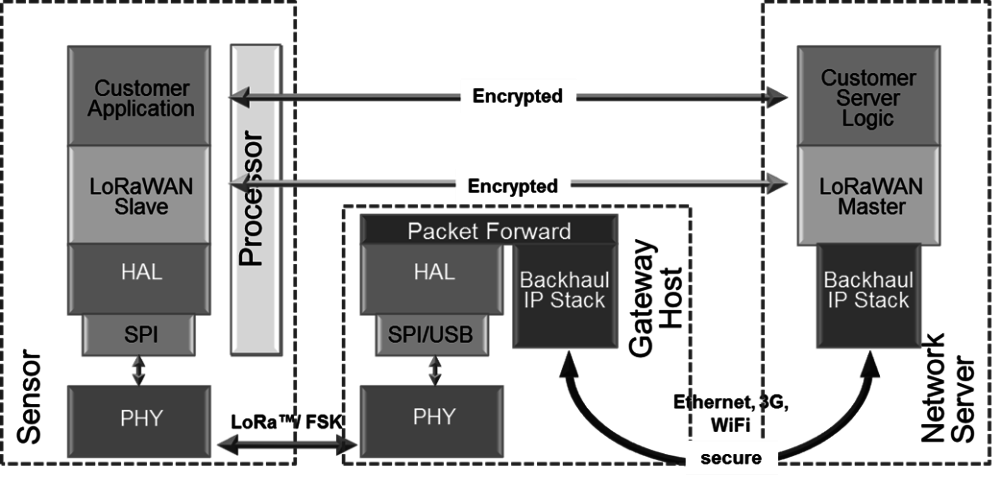 Customer
Application
LoRaWAN
Slave
HAL
SPI
PHY
Processor
Sensor
Encrypted
Encrypted
LoRa™/ FSK
Packet Forward
HAL
SPI/USB
PHY
Backhaul
IP Stack
Gateway
Host
Ethernet, 3G,
WiFi
secure
Customer
Server
Logic
LoRaWAN
Master
Backhaul
IP Stack
Network
Server